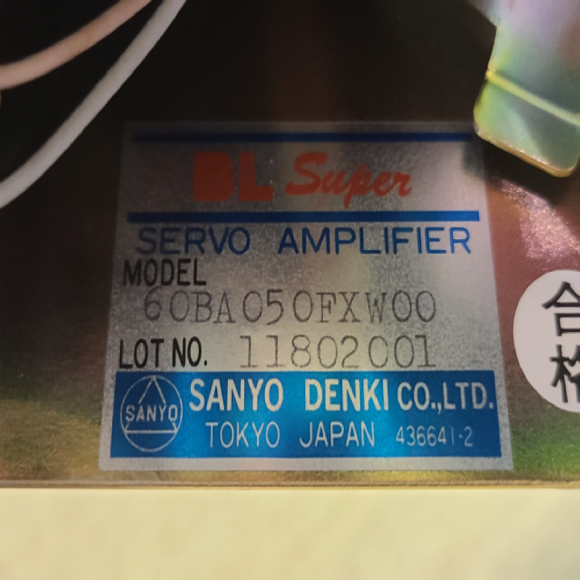 BL Super
SERVO AMPLIFIER
MODEL
60BA050FXW00
LOT NO. 11802001
SANYO
SANYO DENKI CO.,LTD.
TOKYO JAPAN 436641-2
合格